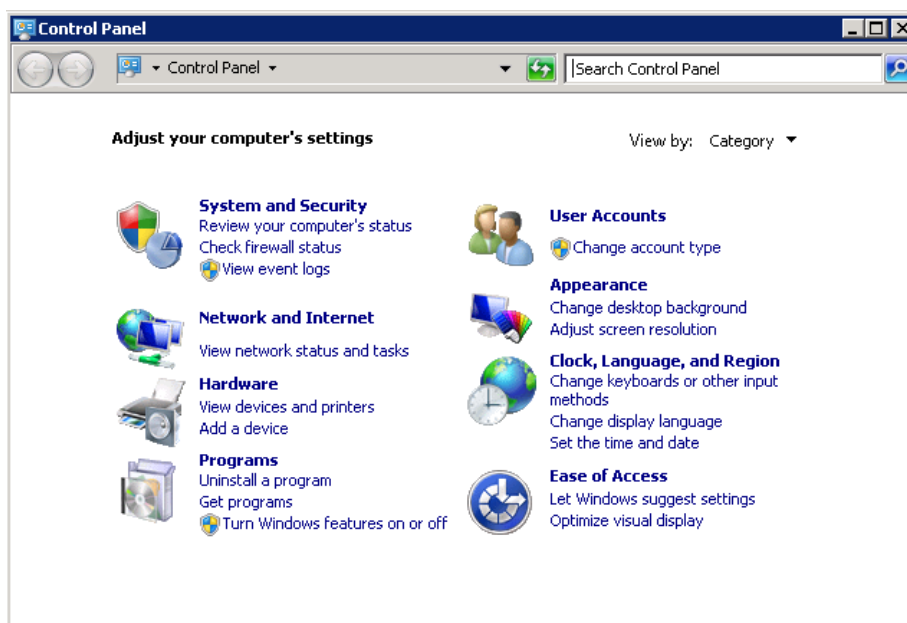 Control Panel
Control Panel
Search Control Panel
Adjust your computer's settings
View by: Category
System and Security
Review your computer's status
Check firewall status
View event logs
Network and Internet
View network status and tasks
Hardware
View devices and printers
Add a device
Programs
Uninstall a program
Get programs
Turn Windows features on or off
User Accounts
Change account type
Appearance
Change desktop background
Adjust screen resolution
Clock, Language, and Region
Change keyboards or other input
methods
Change display language
Set the time and date
Ease of Access
Let Windows suggest settings
Optimize visual display